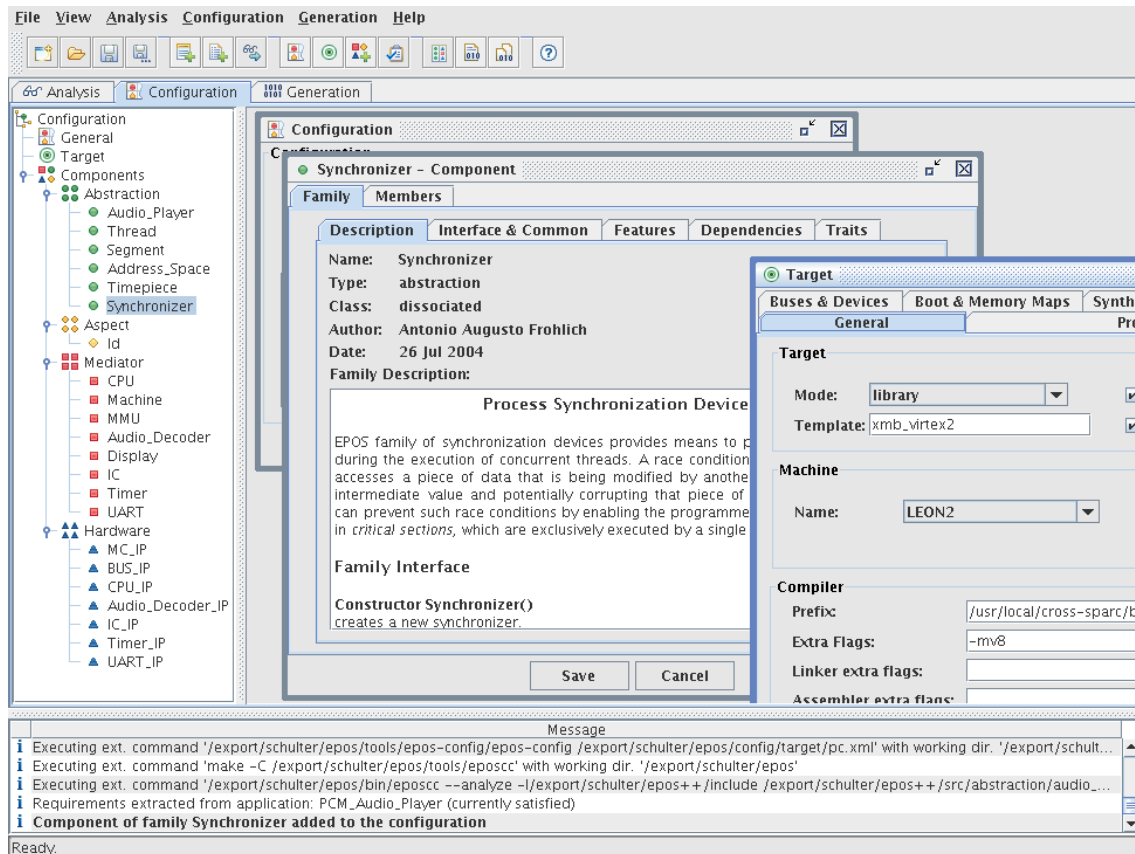 File View Analysis Configuration Generation Help
Analysis Configuration Generation
Configuration
General
Target
Components
Abstraction
Audio_Player
Thread
Segment
Address_Space
Timepiece
Synchronizer
Aspect
Id
Mediator
CPU
Machine
MMU
Audio_Decoder
Display
IC
Timer
UART
Hardware
MC_IP
BUS_IP
CPU_IP
Audio_Decoder_IP
IC_IP
Timer_IP
UART_IP
Configuration
Synchronizer - Component
Family Members
Description Interface & Common Features Dependencies Traits
Name: Synchronizer
Type: abstraction
Class: dissociated
Author: Antonio Augusto Frohlich
Date: 26 Jul 2004
Family Description:
Process Synchronization Device
EPOS family of synchronization devices provides means to p
during the execution of concurrent threads. A race condition
accesses a piece of data that is being modified by anothe
intermediate value and potentially corrupting that piece of
can prevent such race conditions by enabling the programme
in critical sections, which are exclusively executed by a single
Family Interface
Constructor Synchronizer()
creates a new synchronizer.
Save Cancel
Target
Buses & Devices Boot & Memory Maps Synth
General Pr
Target
Mode: library
Template: xmb_virtex2
Machine
Name: LEON2
Compiler
Prefix: /usr/local/cross-sparc/b
Extra Flags: -mv8
Linker extra flags:
Assembler extra flags:
Message
Executing ext. command '/export/schulter/epos/tools/epos-config/epos-config /export/schulter/epos/config/target/pc.xml' with working dir. '/export/schult...
Executing ext. command 'make -C /export/schulter/epos/tools/eposcc' with working dir. '/export/schulter/epos'
Executing ext. command '/export/schulter/epos/bin/eposcc --analyze -I/export/schulter/epos++/include /export/schulter/epos++/src/abstraction/audio_...
Requirements extracted from application: PCM_Audio_Player (currently satisfied)
Component of family Synchronizer added to the configuration
Ready.